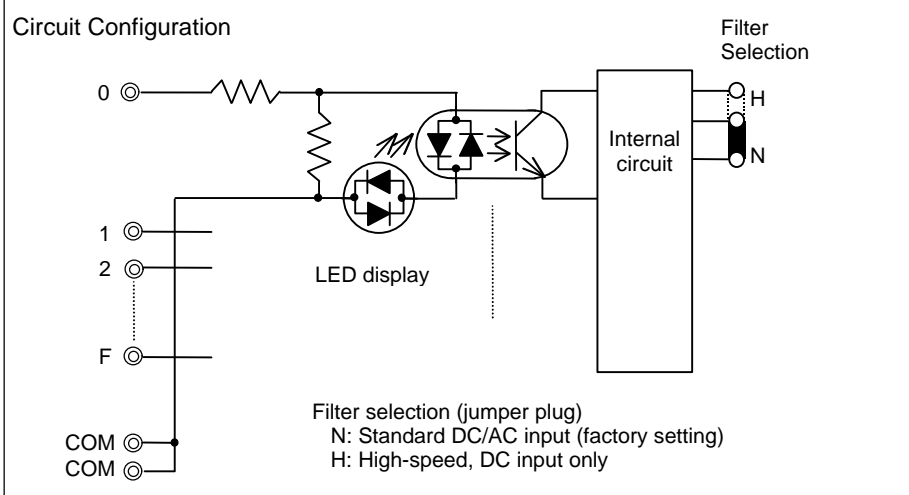 Circuit Configuration
Filter
Selection
0
H
Internal
circuit
N
1
2
LED display
F
Filter selection (jumper plug)
N: Standard DC/AC input (factory setting)
H: High-speed, DC input only
COM
COM